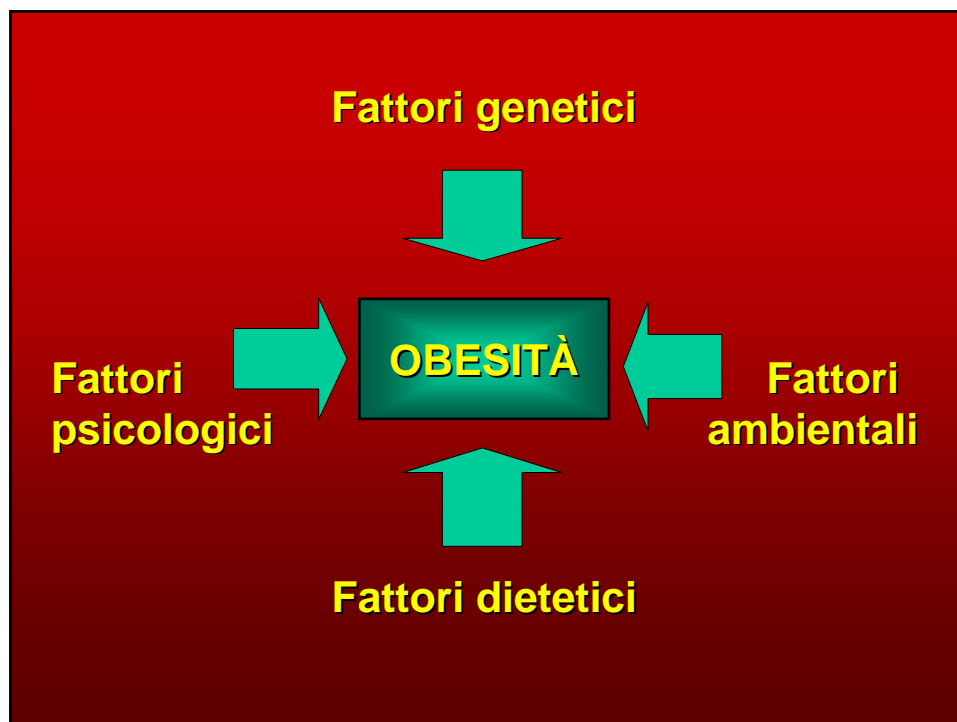 Fattori genetici
OBESITÀ
Fattori
psicologici
Fattori
ambientali
Fattori dietetici